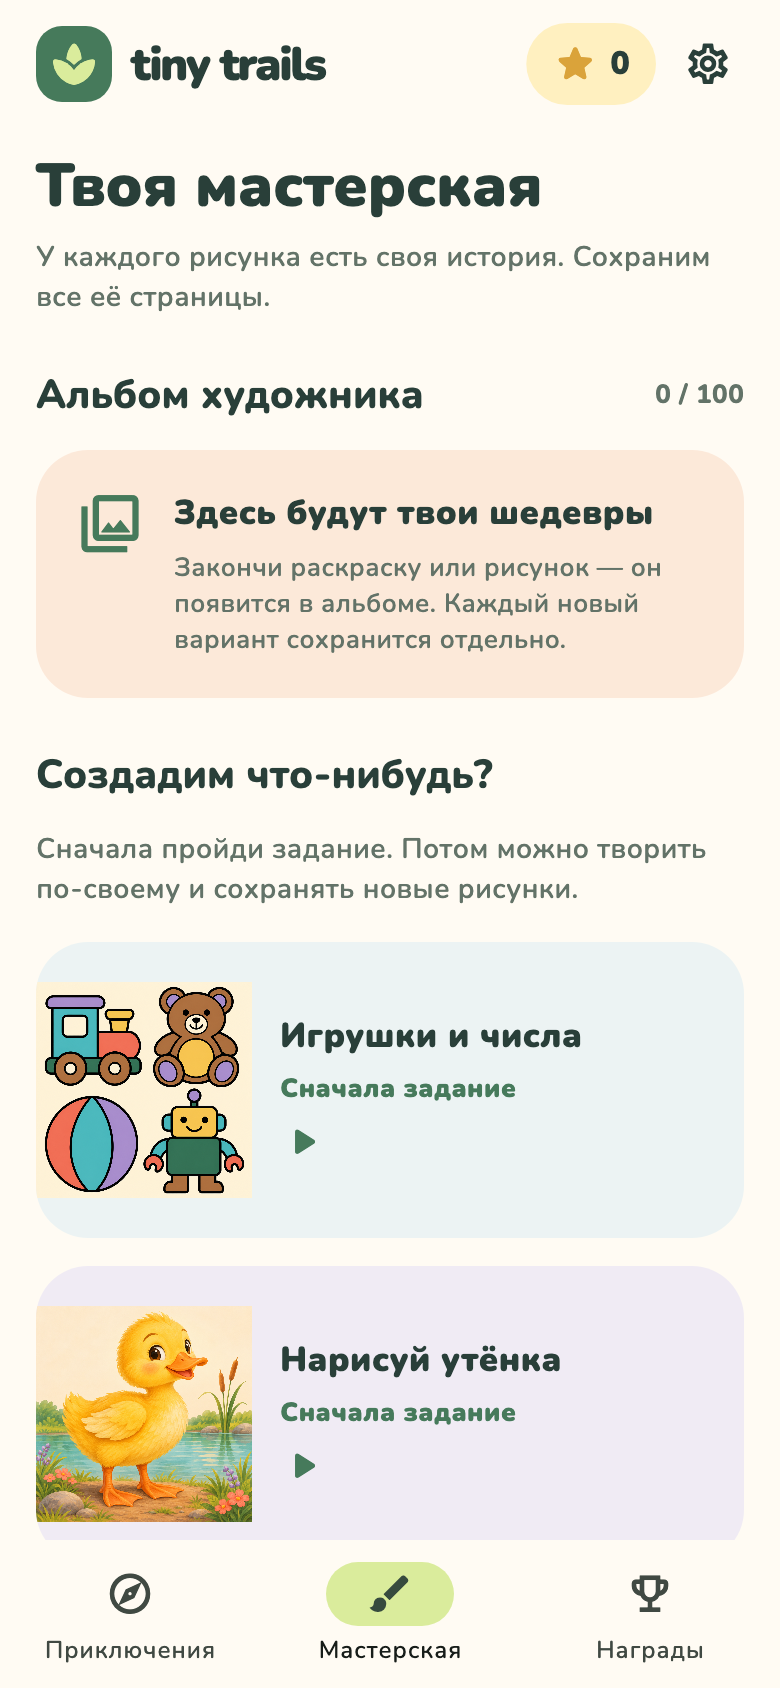 tiny trails
0
Твоя мастерская
У каждого рисунка есть своя история. Сохраним
все её страницы.
Альбом художника
0 / 100
Здесь будут твои шедевры
Закончи раскраску или рисунок — он
появится в альбоме. Каждый новый
вариант сохранится отдельно.
Создадим что-нибудь?
Сначала пройди задание. Потом можно творить
по-своему и сохранять новые рисунки.
Игрушки и числа
Сначала задание
Нарисуй утёнка
Сначала задание
Приключения
Мастерская
Награды